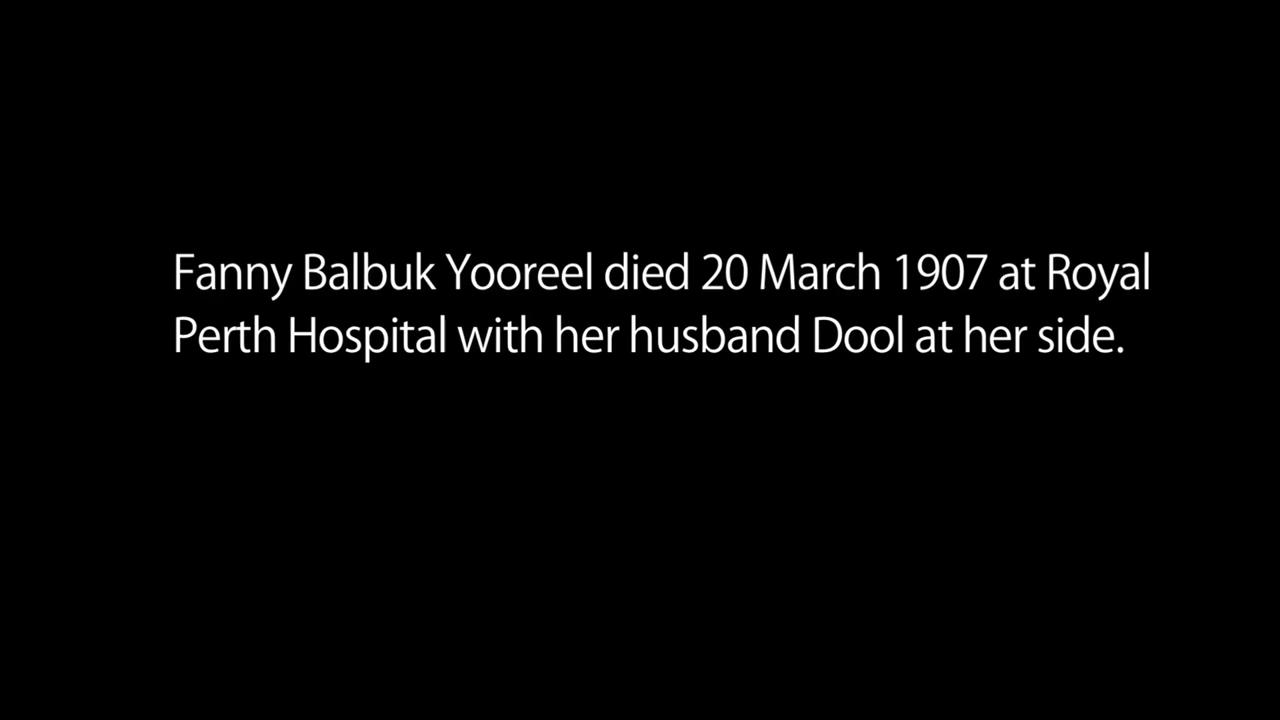 Fanny Balbuk Yooreel died 20 March 1907 at Royal
Perth Hospital with her husband Dool at her side.